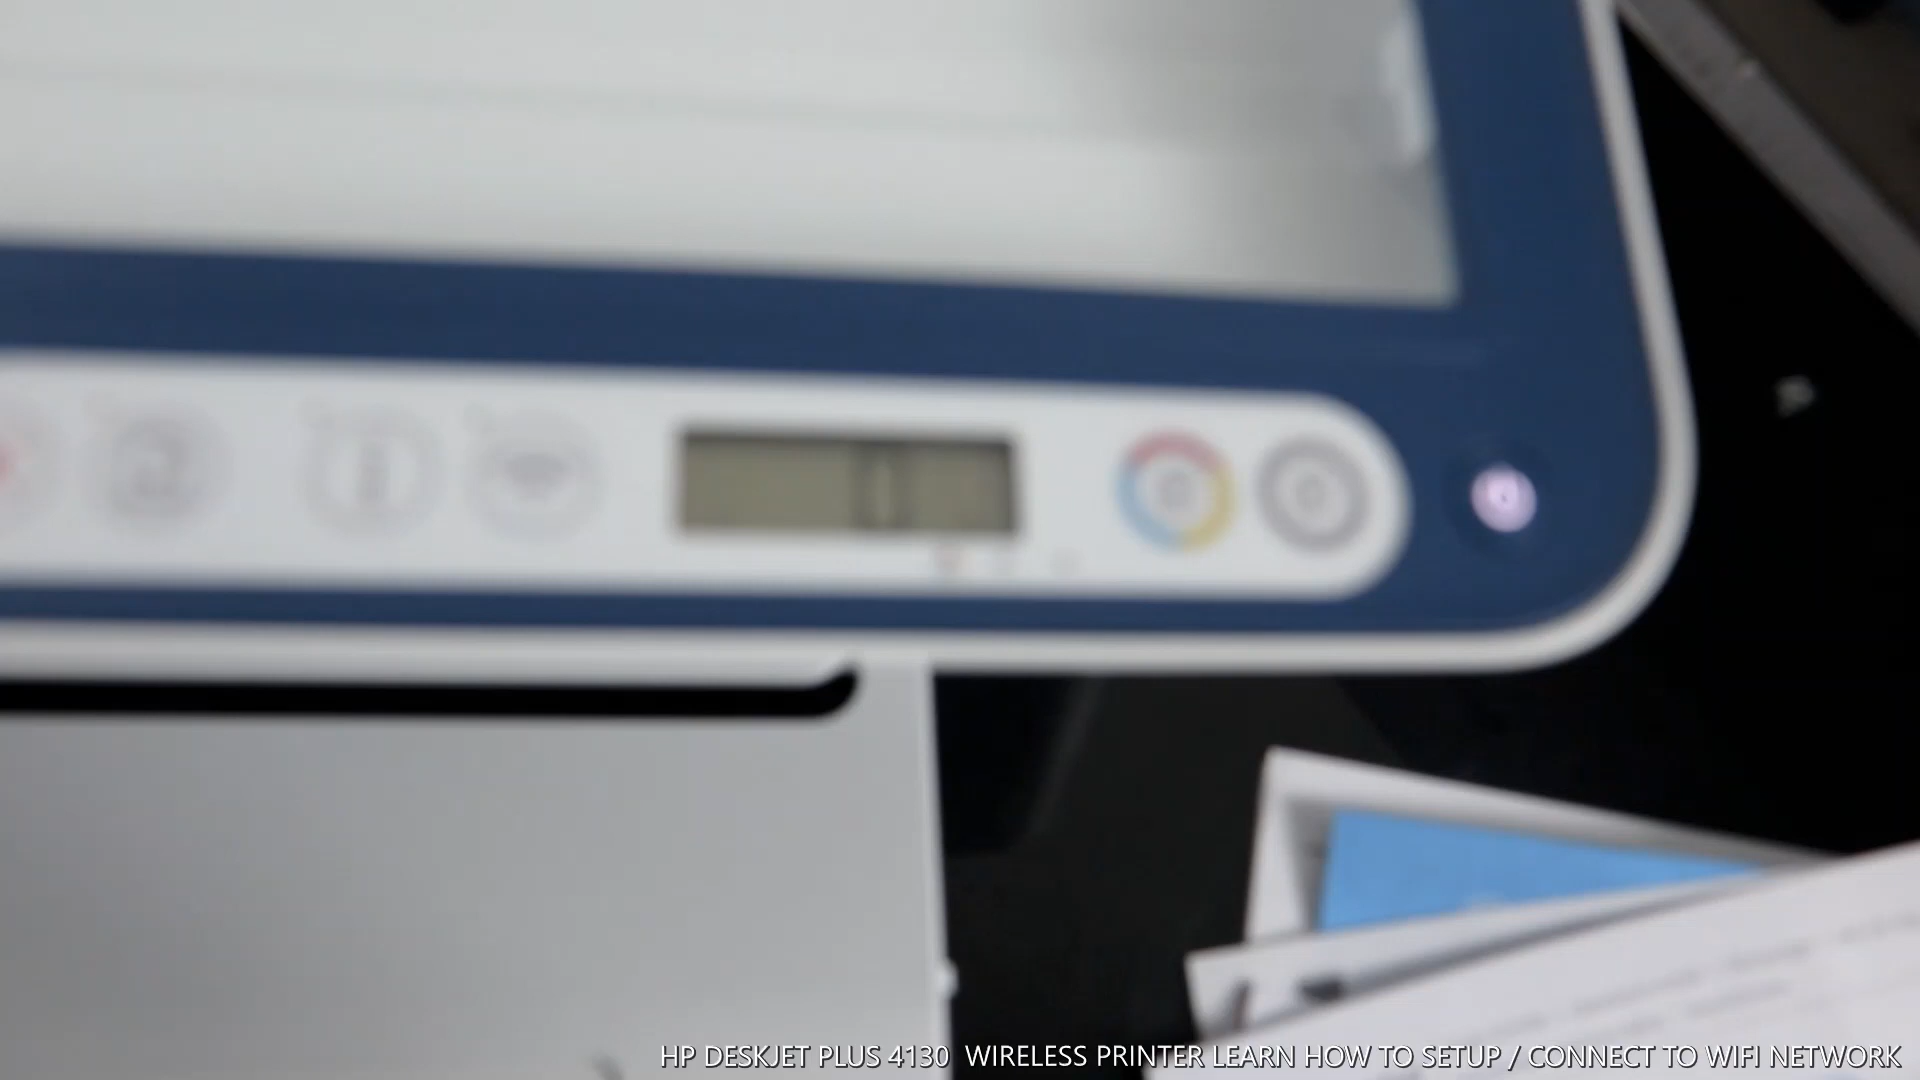 HP DESKJET PLUS 4130  WIRELESS PRINTER LEARN HOW TO SETUP / CONNECT TO WIFI NETWORK